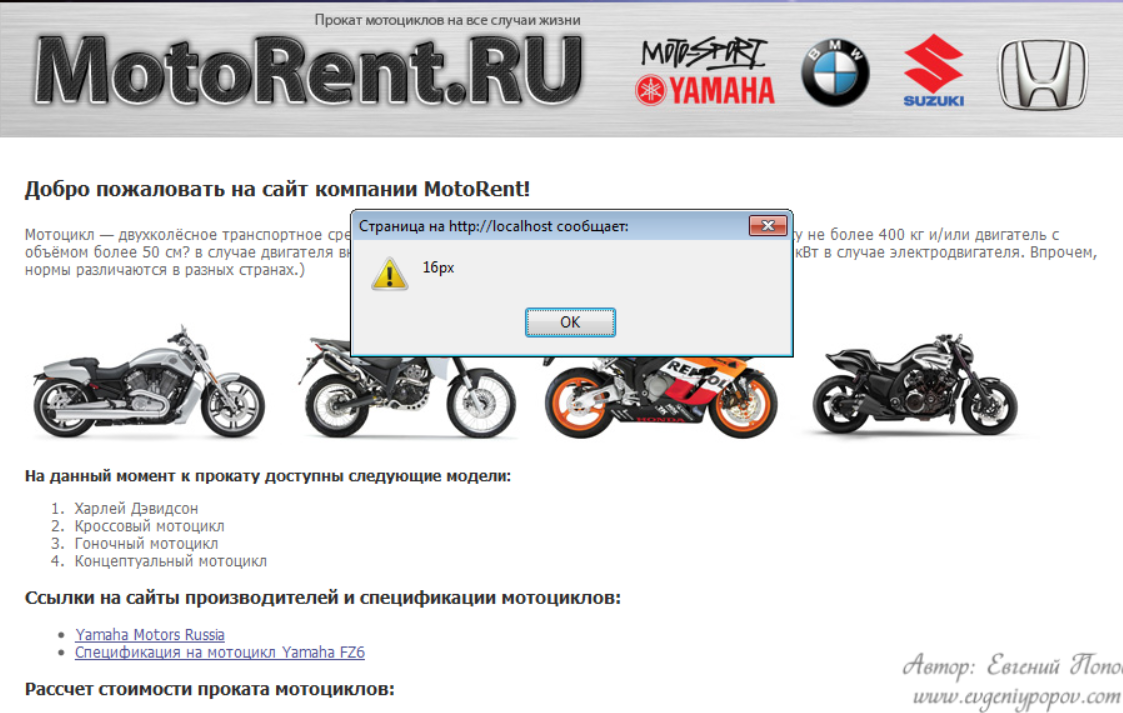 Прокат мотоциклов на все случаи жизни
MotoRent.RU
MOTOSPORT
YAMAHA
BMW
SUZUKI
Добро пожаловать на сайт компании MotoRent!
Страница на http://localhost сообщает:
16px
OK
Мотоцикл — двухколёсное транспортное не более 400 кг и/или двигатель с
объёмом более 50 см? в случае двигателя кВт в случае электродвигателя. Впрочем,
нормы различаются в разных странах.)
REPSOL
HONDA
На данный момент к прокату доступны следующие модели:
1. Харлей Дэвидсон
2. Кроссовый мотоцикл
3. Гоночный мотоцикл
4. Концептуальный мотоцикл
Ссылки на сайты производителей и спецификации мотоциклов:
Yamaha Motors Russia
Спецификация на мотоцикл Yamaha FZ6
Автор: Евгений Попо
www.evgeniypopov.com
Рассчет стоимости проката мотоциклов: